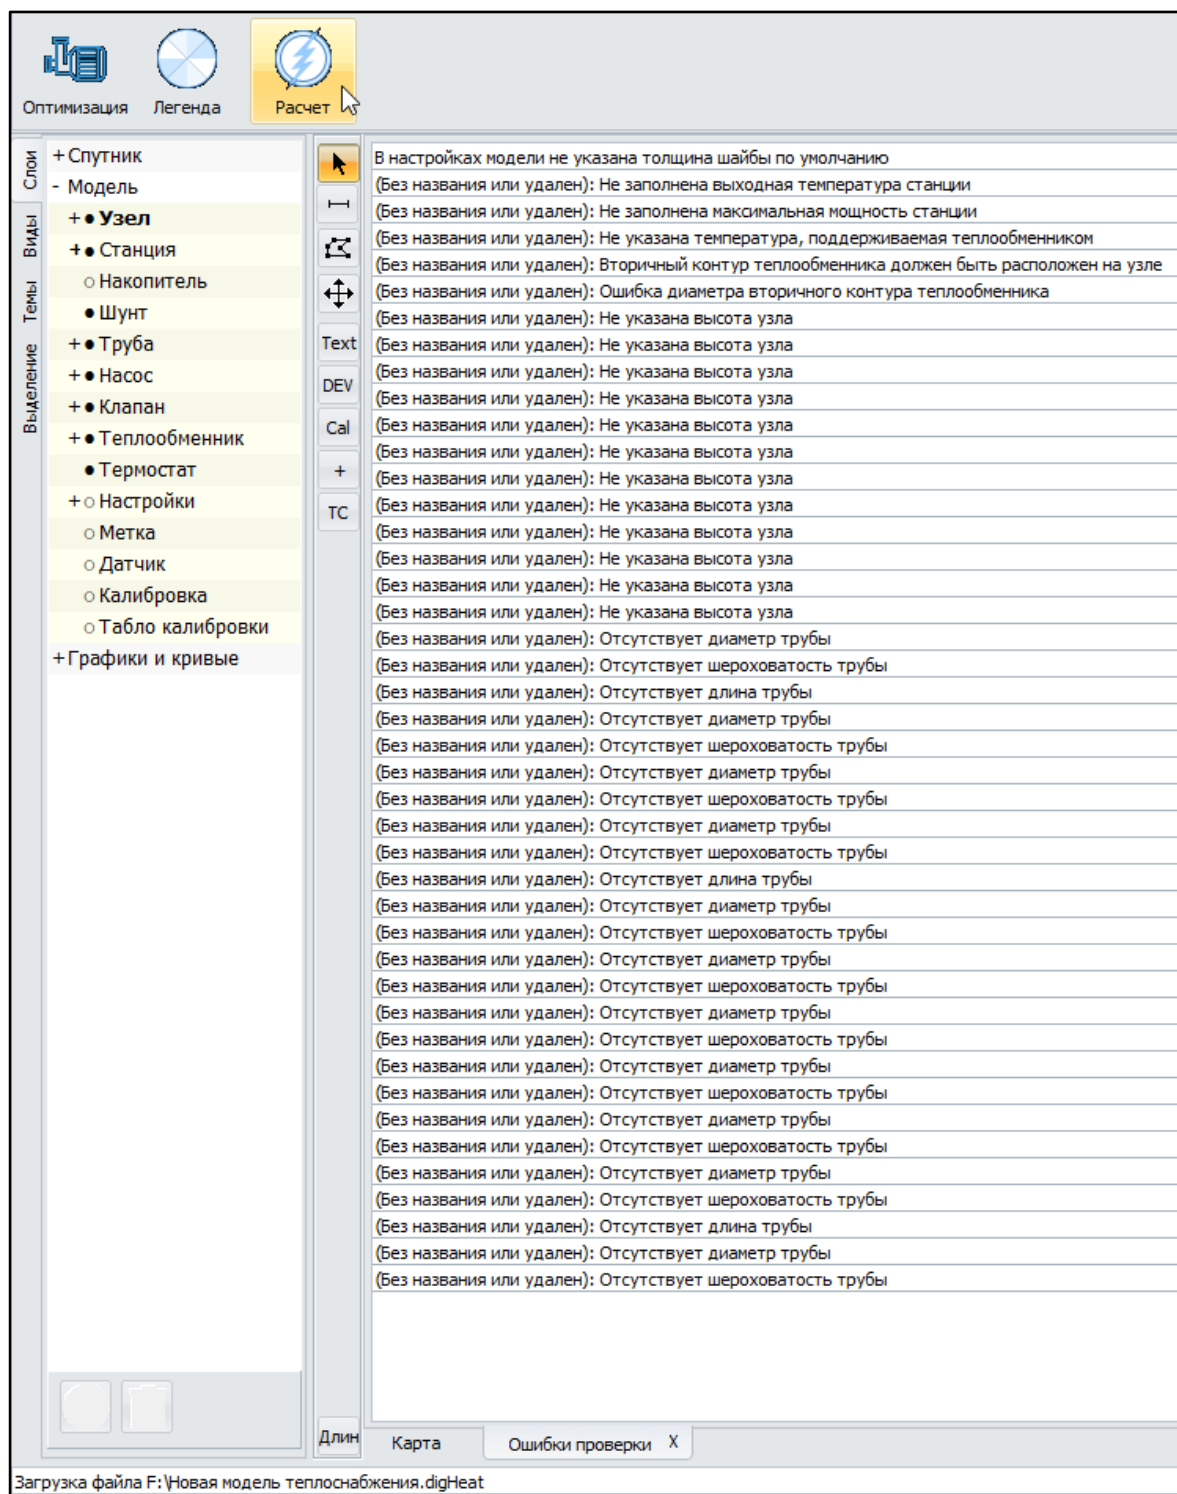 Оптимизация
Легенда
Расчет
Слои
Виды
Темы
Выделение
+ Спутник
- Модель
+ ● Узел
+ ● Станция
○ Накопитель
● Шунт
+ ● Труба
+ ● Насос
+ ● Клапан
+ ● Теплообменник
● Термостат
+ ○ Настройки
○ Метка
○ Датчик
○ Калибровка
○ Табло калибровки
+ Графики и кривые
Text
DEV
Cal
+
TC
Длин
В настройках модели не указана толщина шайбы по умолчанию
(Без названия или удален): Не заполнена выходная температура станции
(Без названия или удален): Не заполнена максимальная мощность станции
(Без названия или удален): Не указана температура, поддерживаемая теплообменником
(Без названия или удален): Вторичный контур теплообменника должен быть расположен на узле
(Без названия или удален): Ошибка диаметра вторичного контура теплообменника
(Без названия или удален): Не указана высота узла
(Без названия или удален): Не указана высота узла
(Без названия или удален): Не указана высота узла
(Без названия или удален): Не указана высота узла
(Без названия или удален): Не указана высота узла
(Без названия или удален): Не указана высота узла
(Без названия или удален): Не указана высота узла
(Без названия или удален): Не указана высота узла
(Без названия или удален): Не указана высота узла
(Без названия или удален): Не указана высота узла
(Без названия или удален): Не указана высота узла
(Без названия или удален): Не указана высота узла
(Без названия или удален): Отсутствует диаметр трубы
(Без названия или удален): Отсутствует шероховатость трубы
(Без названия или удален): Отсутствует длина трубы
(Без названия или удален): Отсутствует диаметр трубы
(Без названия или удален): Отсутствует шероховатость трубы
(Без названия или удален): Отсутствует диаметр трубы
(Без названия или удален): Отсутствует шероховатость трубы
(Без названия или удален): Отсутствует диаметр трубы
(Без названия или удален): Отсутствует шероховатость трубы
(Без названия или удален): Отсутствует длина трубы
(Без названия или удален): Отсутствует диаметр трубы
(Без названия или удален): Отсутствует шероховатость трубы
(Без названия или удален): Отсутствует диаметр трубы
(Без названия или удален): Отсутствует шероховатость трубы
(Без названия или удален): Отсутствует диаметр трубы
(Без названия или удален): Отсутствует шероховатость трубы
(Без названия или удален): Отсутствует диаметр трубы
(Без названия или удален): Отсутствует шероховатость трубы
(Без названия или удален): Отсутствует диаметр трубы
(Без названия или удален): Отсутствует шероховатость трубы
(Без названия или удален): Отсутствует диаметр трубы
(Без названия или удален): Отсутствует шероховатость трубы
(Без названия или удален): Отсутствует длина трубы
(Без названия или удален): Отсутствует диаметр трубы
(Без названия или удален): Отсутствует шероховатость трубы
Карта
Ошибки проверки X
Загрузка файла F:\Новая модель теплоснабжения.digHeat